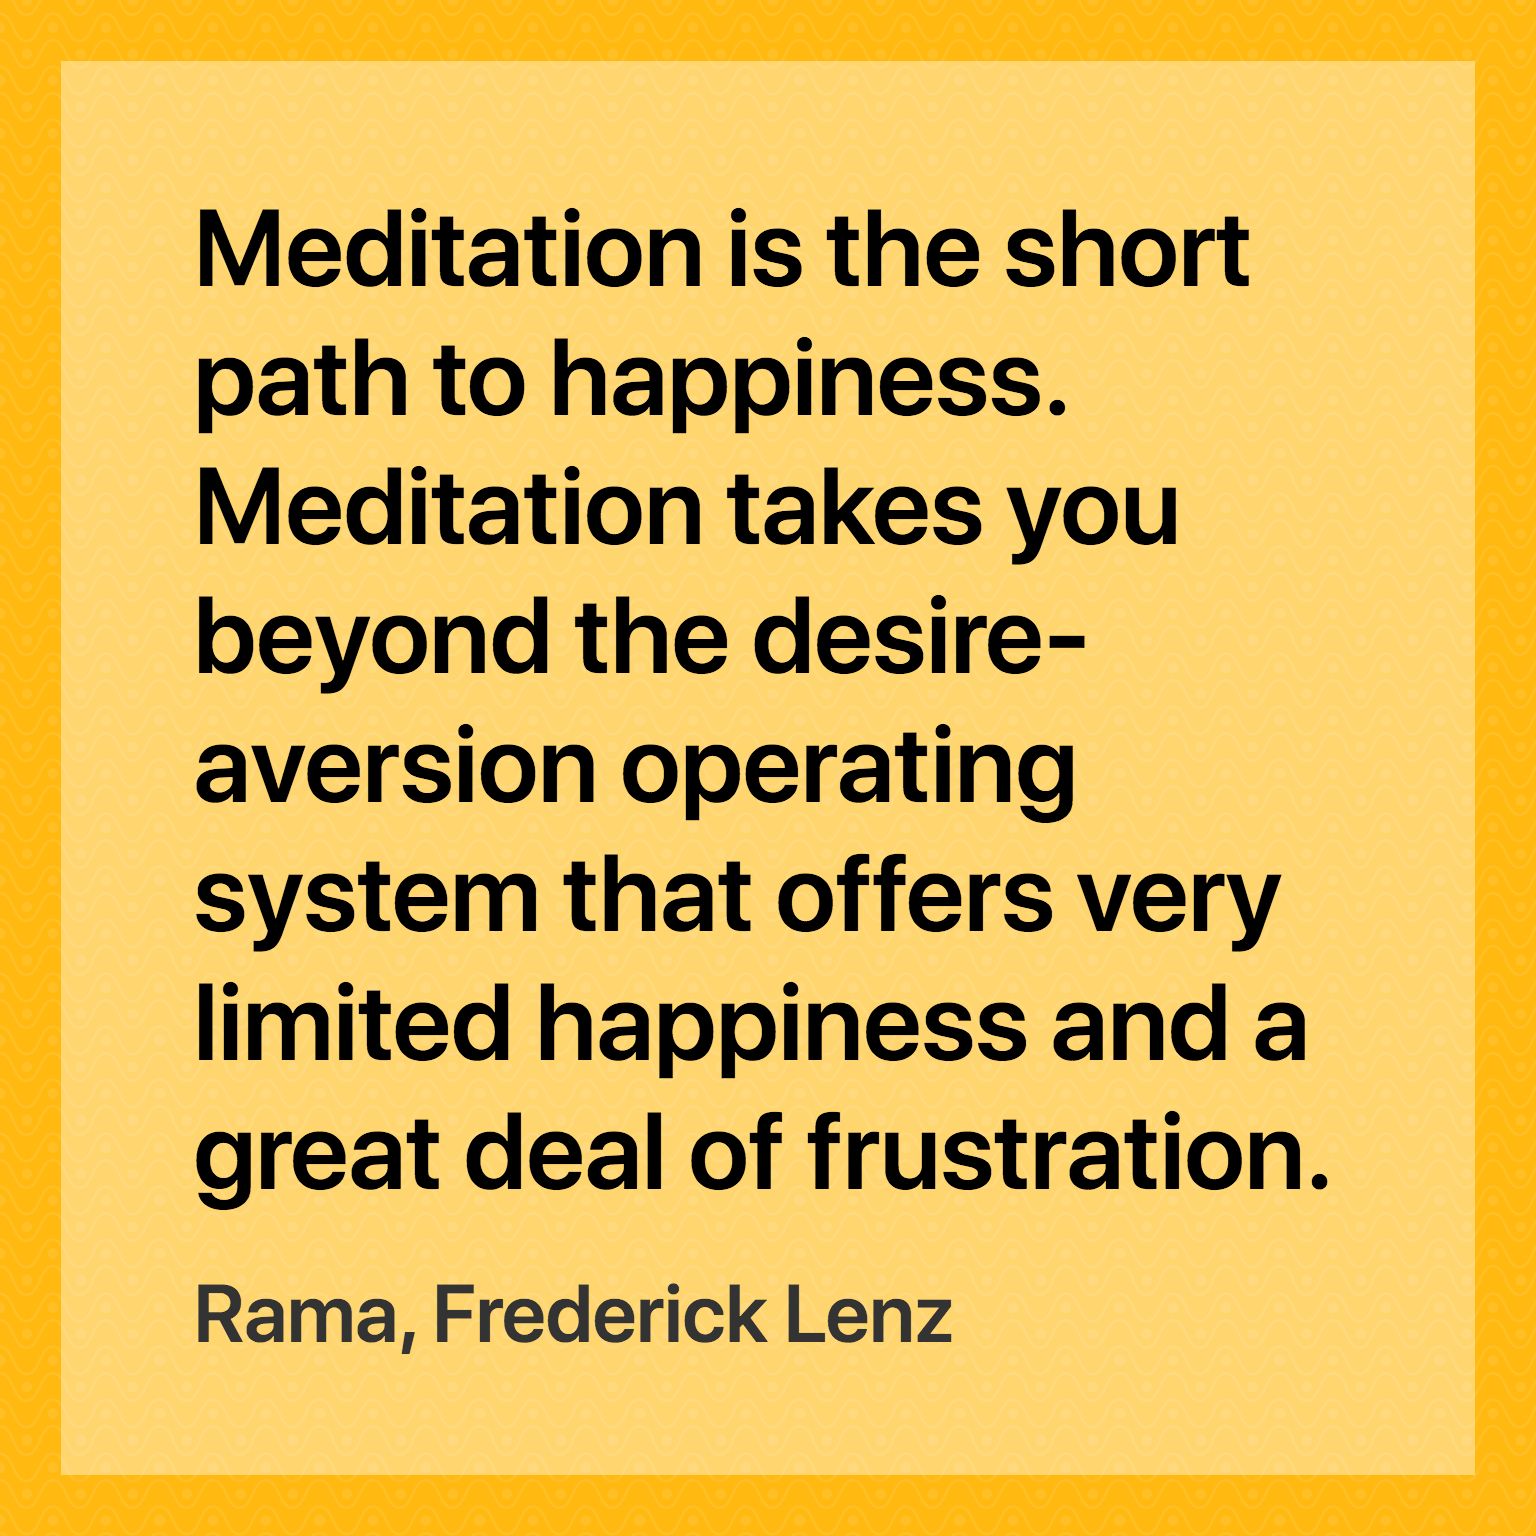 Meditation is the short
path to happiness.
Meditation takes you
beyond the desire-
aversion operating
system that offers very
limited happiness and a
great deal of frustration.
Rama, Frederick Lenz